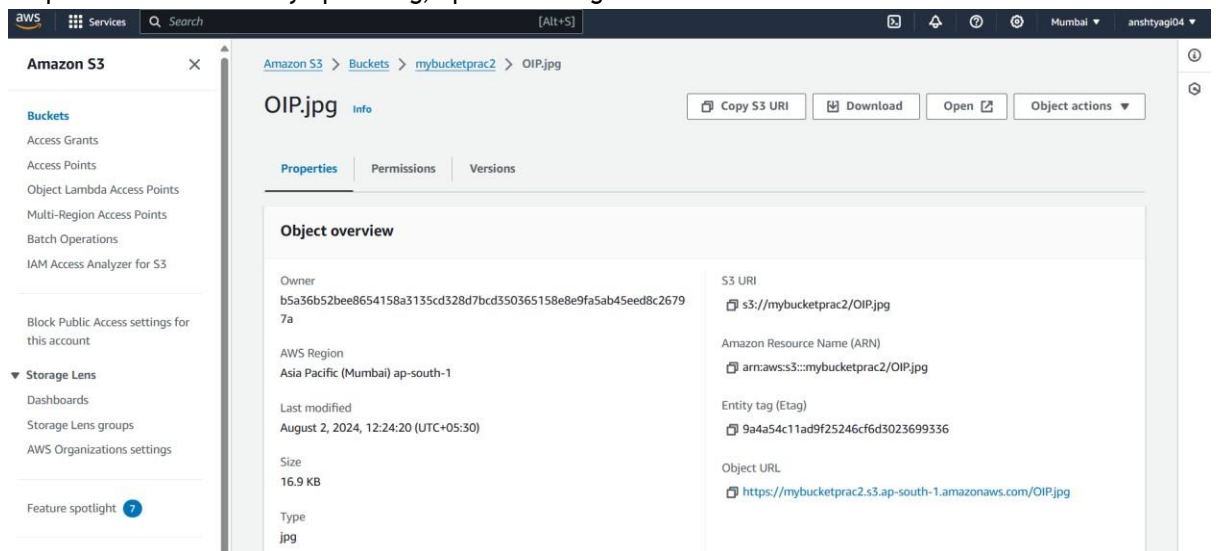 aws Services Search [Alt+S] Mumbai ▼ anshtyagi04 ▼
Amazon S3
Buckets
Access Grants
Access Points
Object Lambda Access Points
Multi-Region Access Points
Batch Operations
IAM Access Analyzer for S3
Block Public Access settings for
this account
▼ Storage Lens
Dashboards
Storage Lens groups
AWS Organizations settings
Feature spotlight 7
Amazon S3 > Buckets > mybucketprac2 > OIP.jpg
OIP.jpg Info
Copy S3 URI Download Open Object actions ▼
Properties Permissions Versions
Object overview
Owner
b5a36b52bee8654158a3135cd328d7bcd350365158e8e9fa5ab45eed8c2679
7a
AWS Region
Asia Pacific (Mumbai) ap-south-1
Last modified
August 2, 2024, 12:24:20 (UTC+05:30)
Size
16.9 KB
Type
jpg
S3 URI
s3://mybucketprac2/OIP.jpg
Amazon Resource Name (ARN)
arn:aws:s3:::mybucketprac2/OIP.jpg
Entity tag (Etag)
9a4a54c11ad9f25246cf6d3023699336
Object URL
https://mybucketprac2.s3.ap-south-1.amazonaws.com/OIP.jpg